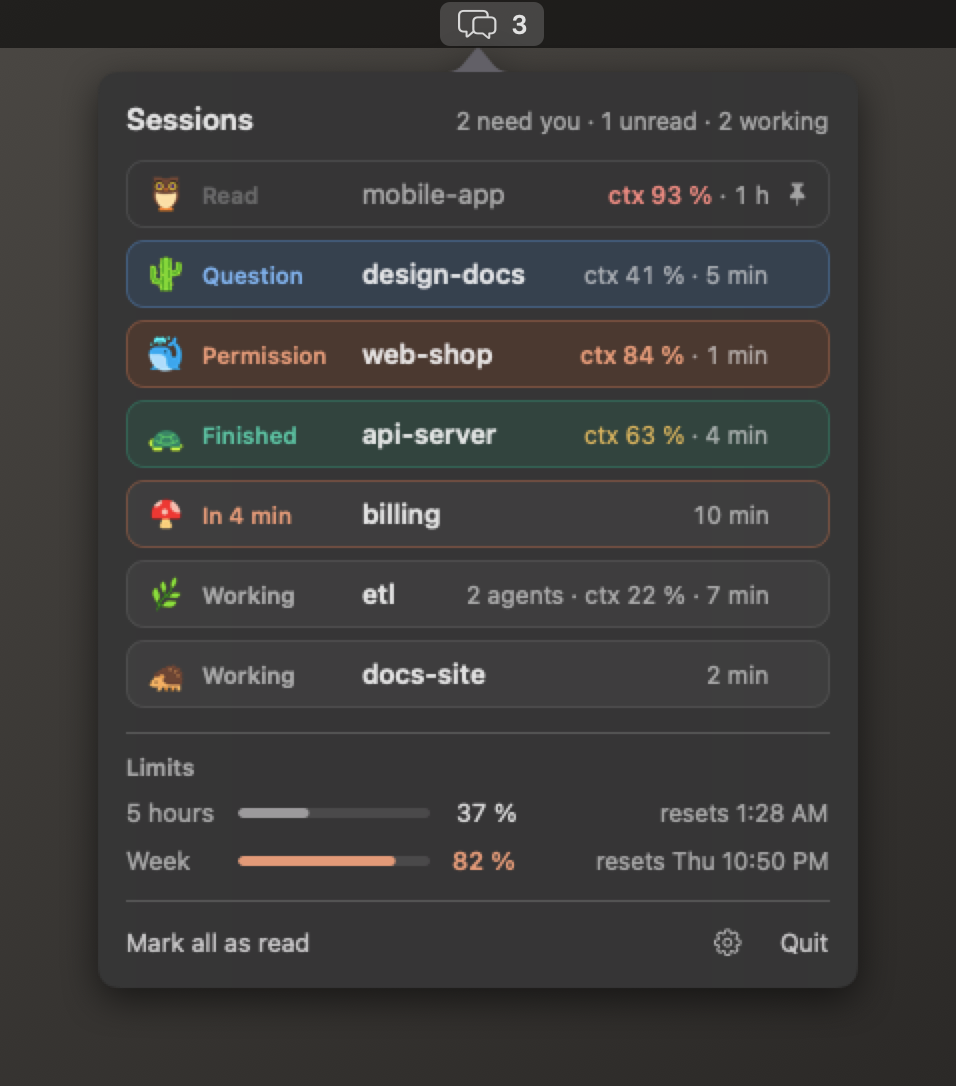 3
Sessions 2 need you · 1 unread · 2 working
Read mobile-app ctx 93 % · 1 h
Question design-docs ctx 41 % · 5 min
Permission web-shop ctx 84 % · 1 min
Finished api-server ctx 63 % · 4 min
In 4 min billing 10 min
Working etl 2 agents · ctx 22 % · 7 min
Working docs-site 2 min
Limits
5 hours 37 % resets 1:28 AM
Week 82 % resets Thu 10:50 PM
Mark all as read Quit